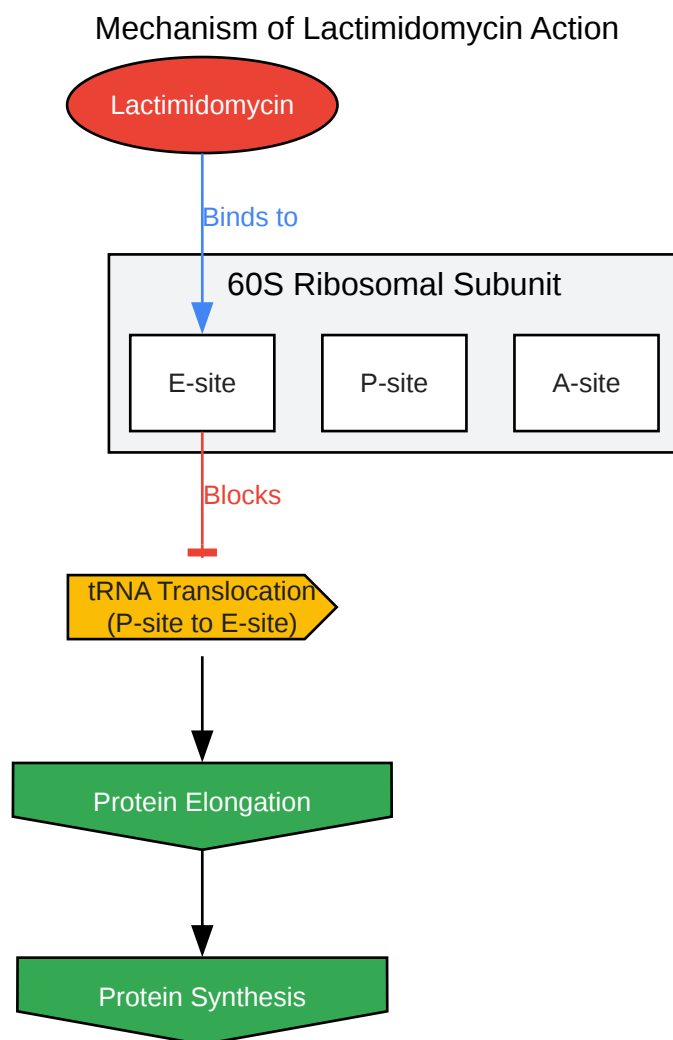 Mechanism of Lactimidomycin Action
Lactimidomycin
Binds to
60S Ribosomal Subunit
E-site
P-site
A-site
Blocks
tRNA Translocation
(P-site to E-site)
Protein Elongation
Protein Synthesis